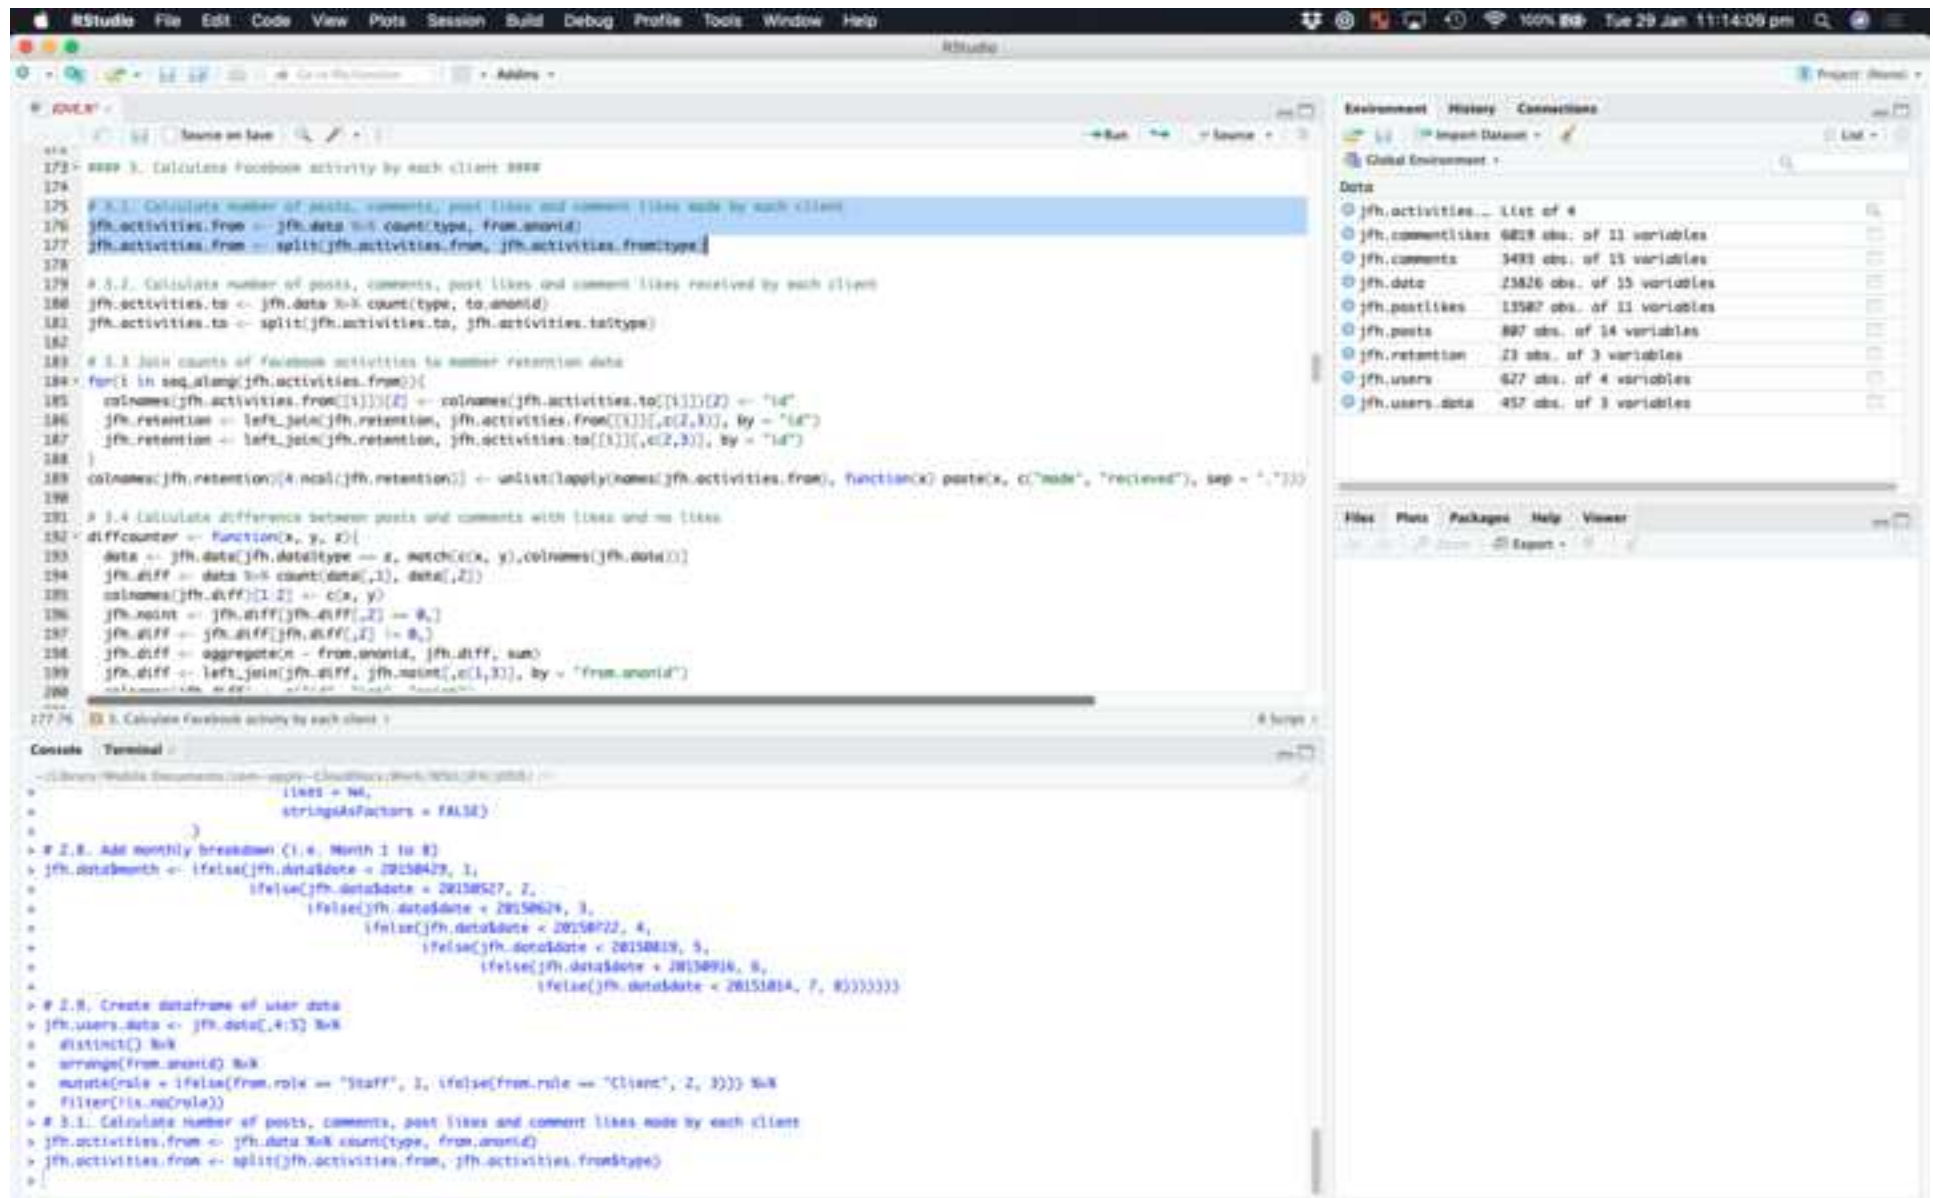 RStudio File Edit Code View Plots Session Build Debug Profile Tools Window Help 100% Tue 29 Jan 11:14:09 pm
RStudio
Go to file/function Addins
Project: (None)
Source on Save Run Source
173 #### 3. Calculate Facebook activity by each client ####
174
175 # 3.1. Calculate number of posts, comments, post likes and comment likes made by each client
176 jfh.activities.from <- jfh.data %>% count(type, from.anonid)
177 jfh.activities.from <- split(jfh.activities.from, jfh.activities.from$type)
178
179 # 3.2. Calculate number of posts, comments, post likes and comment likes received by each client
180 jfh.activities.to <- jfh.data %>% count(type, to.anonid)
181 jfh.activities.to <- split(jfh.activities.to, jfh.activities.to$type)
182
183 # 3.3 Join counts of Facebook activities to member retention data
184 for(i in seq_along(jfh.activities.from)){
185 colnames(jfh.activities.from[[i]])[2] <- colnames(jfh.activities.to[[i]])[2] <- "id"
186 jfh.retention <- left_join(jfh.retention, jfh.activities.from[[i]][,c(2,3)], by = "id")
187 jfh.retention <- left_join(jfh.retention, jfh.activities.to[[i]][,c(2,3)], by = "id")
188 }
189 colnames(jfh.retention)[4:ncol(jfh.retention)] <- unlist(lapply(names(jfh.activities.from), function(x) paste(x, c("made", "recieved"), sep = ".")))
190
191 # 3.4 Calculate difference between posts and comments with likes and no likes
192 diffcounter <- function(x, y, z){
193 data <- jfh.data[jfh.data$type == z, match(c(x, y),colnames(jfh.data))]
194 jfh.diff <- data %>% count(data[,1], data[,2])
195 colnames(jfh.diff)[1:2] <- c(x, y)
196 jfh.noint <- jfh.diff[jfh.diff[,2] == 0,]
197 jfh.diff <- jfh.diff[jfh.diff[,2] != 0,]
198 jfh.diff <- aggregate(n ~ from.anonid, jfh.diff, sum)
199 jfh.diff <- left_join(jfh.diff, jfh.noint[,c(1,3)], by = "from.anonid")
200
177:76 3. Calculate Facebook activity by each client R Script
Console Terminal
+ likes = NA,
+ stringsAsFactors = FALSE)
+ )
> # 2.8. Add monthly breakdown (i.e. Month 1 to 8)
> jfh.data$month <- ifelse(jfh.data$date < 20150429, 1,
+ ifelse(jfh.data$date < 20150527, 2,
+ ifelse(jfh.data$date < 20150624, 3,
+ ifelse(jfh.data$date < 20150722, 4,
+ ifelse(jfh.data$date < 20150819, 5,
+ ifelse(jfh.data$date < 20150916, 6,
+ ifelse(jfh.data$date < 20151014, 7, 8)))))))
> # 2.9. Create dataframe of user data
> jfh.users.data <- jfh.data[,4:5] %>%
+ distinct() %>%
+ arrange(from.anonid) %>%
+ mutate(role = ifelse(from.role == "Staff", 1, ifelse(from.role == "Client", 2, 3))) %>%
+ filter(!is.na(role))
> # 3.1. Calculate number of posts, comments, post likes and comment likes made by each client
> jfh.activities.from <- jfh.data %>% count(type, from.anonid)
> jfh.activities.from <- split(jfh.activities.from, jfh.activities.from$type)
>
Environment History Connections
Import Dataset List
Global Environment
Data
jfh.activities... List of 4
jfh.commentlikes 6019 obs. of 11 variables
jfh.comments 3493 obs. of 15 variables
jfh.data 23826 obs. of 15 variables
jfh.postlikes 13507 obs. of 11 variables
jfh.posts 807 obs. of 14 variables
jfh.retention 23 obs. of 3 variables
jfh.users 627 obs. of 4 variables
jfh.users.data 457 obs. of 3 variables
Files Plots Packages Help Viewer
Zoom Export